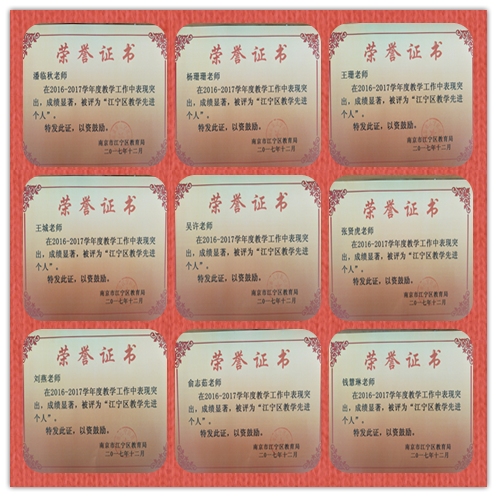 荣誉证书
潘临秋老师
在2016-2017学年度教学工作中表现突
出，成绩显著，被评为“江宁区教学先进
个人”。
特发此证，以资鼓励。
南京市江宁区教育局
二〇一七年十二月
荣誉证书
杨珊珊老师
在2016-2017学年度教学工作中表现突
出，成绩显著，被评为“江宁区教学先进
个人”。
特发此证，以资鼓励。
南京市江宁区教育局
二〇一七年十二月
荣誉证书
王珊老师
在2016-2017学年度教学工作中表现突
出，成绩显著，被评为“江宁区教学先进
个人”。
特发此证，以资鼓励。
南京市江宁区教育局
二〇一七年十二月
荣誉证书
王城老师
在2016-2017学年度教学工作中表现突
出，成绩显著，被评为“江宁区教学先进
个人”。
特发此证，以资鼓励。
南京市江宁区教育局
二〇一七年十二月
荣誉证书
吴许老师
在2016-2017学年度教学工作中表现突
出，成绩显著，被评为“江宁区教学先进
个人”。
特发此证，以资鼓励。
南京市江宁区教育局
二〇一七年十二月
荣誉证书
张贤虎老师
在2016-2017学年度教学工作中表现突
出，成绩显著，被评为“江宁区教学先进
个人”。
特发此证，以资鼓励。
南京市江宁区教育局
二〇一七年十二月
荣誉证书
刘燕老师
在2016-2017学年度教学工作中表现突
出，成绩显著，被评为“江宁区教学先进
个人”。
特发此证，以资鼓励。
南京市江宁区教育局
二〇一七年十二月
荣誉证书
俞志茹老师
在2016-2017学年度教学工作中表现突
出，成绩显著，被评为“江宁区教学先进
个人”。
特发此证，以资鼓励。
南京市江宁区教育局
二〇一七年十二月
荣誉证书
钱慧琳老师
在2016-2017学年度教学工作中表现突
出，成绩显著，被评为“江宁区教学先进
个人”。
特发此证，以资鼓励。
南京市江宁区教育局
二〇一七年十二月